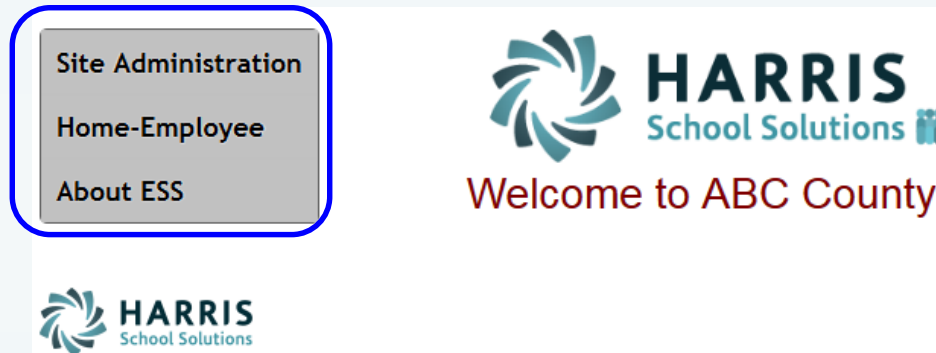 Site Administration
Home-Employee
About ESS
HARRIS
School Solutions
Welcome to ABC County
HARRIS
School Solutions